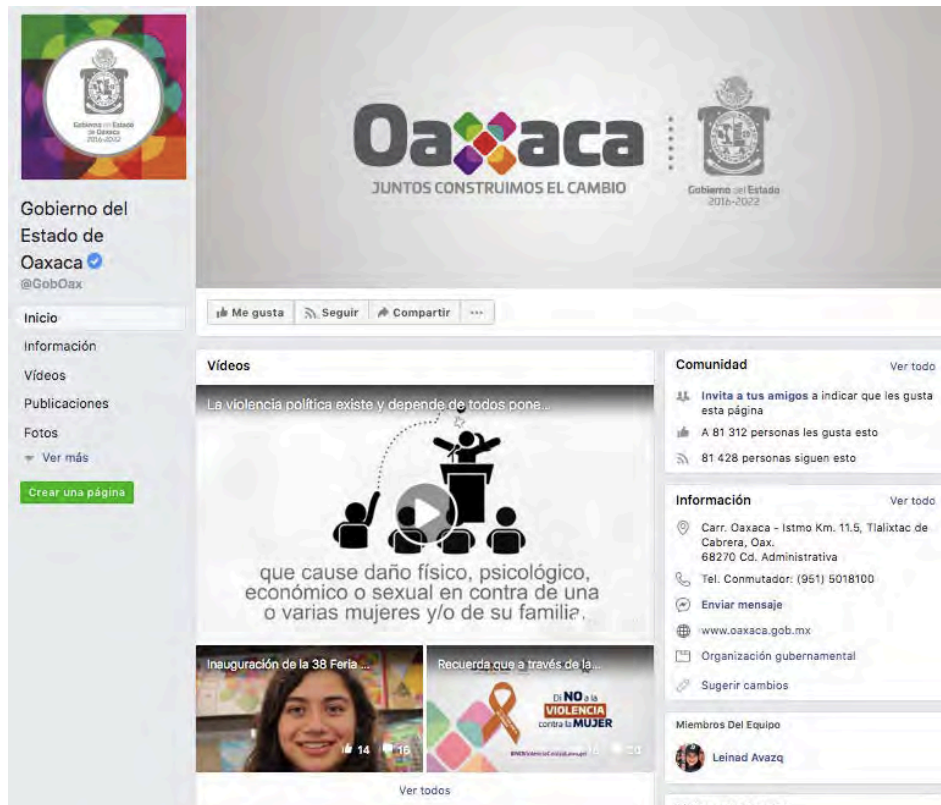 Gobierno del Estado
de Oaxaca
2016-2022
Gobierno del
Estado de
Oaxaca
@GobOax
Inicio
Información
Vídeos
Publicaciones
Fotos
Ver más
Crear una página
Oaxaca
JUNTOS CONSTRUIMOS EL CAMBIO
Gobierno del Estado
2016-2022
Me gusta
Seguir
Compartir
...
Vídeos
La violencia política existe y depende de todos pone...
que cause daño físico, psicológico,
económico o sexual en contra de una
o varias mujeres y/o de su familia.
Inauguración de la 38 Feria ...
14
16
Recuerda que a través de la...
Di NO a la
VIOLENCIA
contra la MUJER
20
Ver todos
Comunidad
Ver todo
Invita a tus amigos a indicar que les gusta
esta página
A 81 312 personas les gusta esto
81 428 personas siguen esto
Información
Ver todo
Carr. Oaxaca - Istmo Km. 11.5, Tlalixtac de
Cabrera, Oax.
68270 Cd. Administrativa
Tel. Conmutador: (951) 5018100
Enviar mensaje
www.oaxaca.gob.mx
Organización gubernamental
Sugerir cambios
Miembros Del Equipo
Leinad Avazq